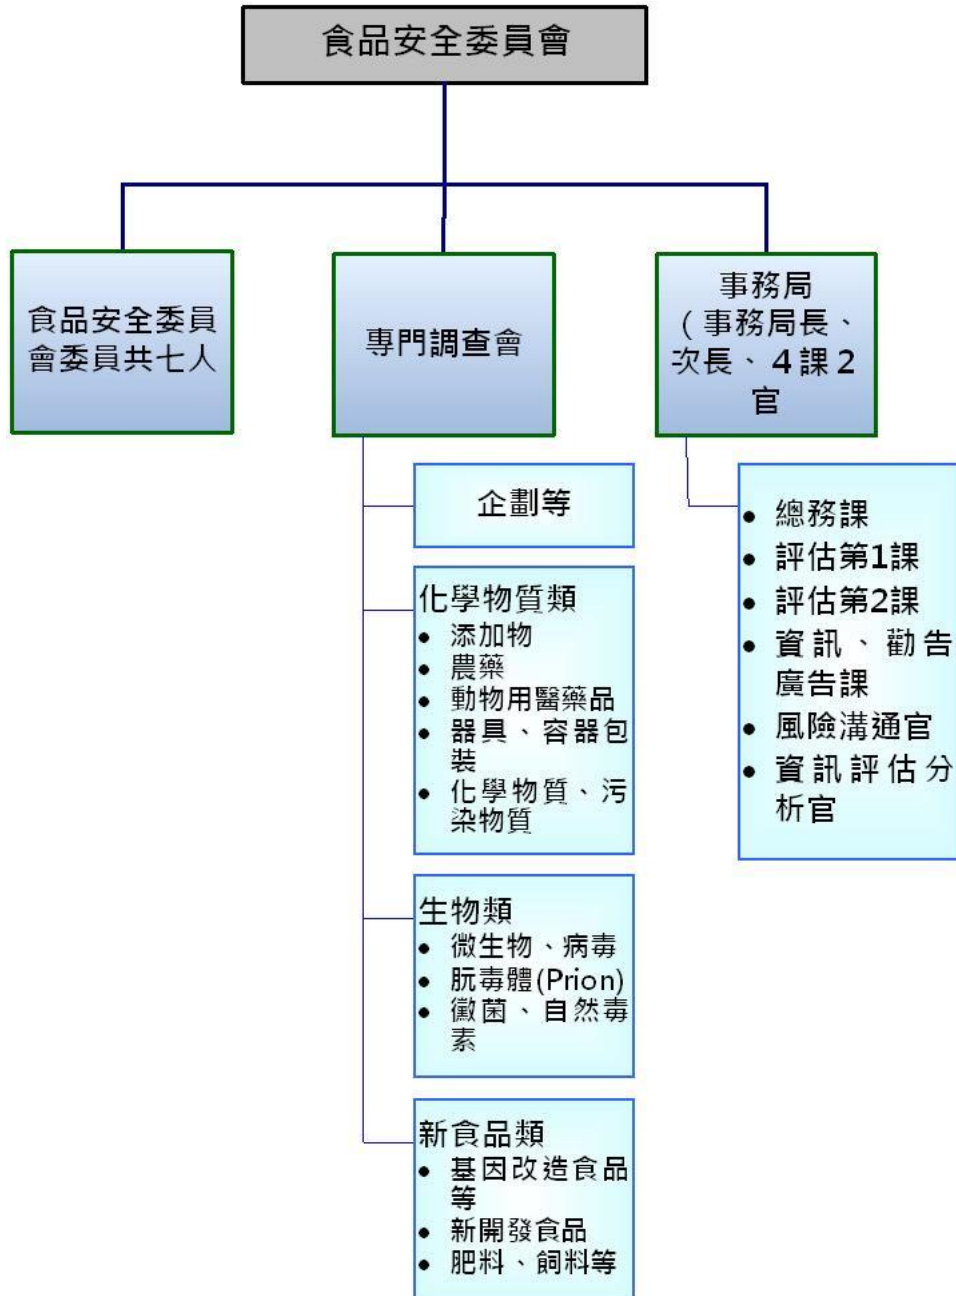 食品安全委員會
食品安全委員
會委員共七人
專門調查會
事務局
（事務局長、
次長、４課２
官
企劃等
化學物質類
• 添加物
• 農藥
• 動物用醫藥品
• 器具、容器包
裝
• 化學物質、污
染物質
生物類
• 微生物、病毒
• 朊毒體(Prion)
• 黴菌、自然毒
素
新食品類
• 基因改造食品
等
• 新開發食品
• 肥料、飼料等
• 總務課
• 評估第1課
• 評估第2課
• 資訊、勸告
廣告課
• 風險溝通官
• 資訊評估分
析官